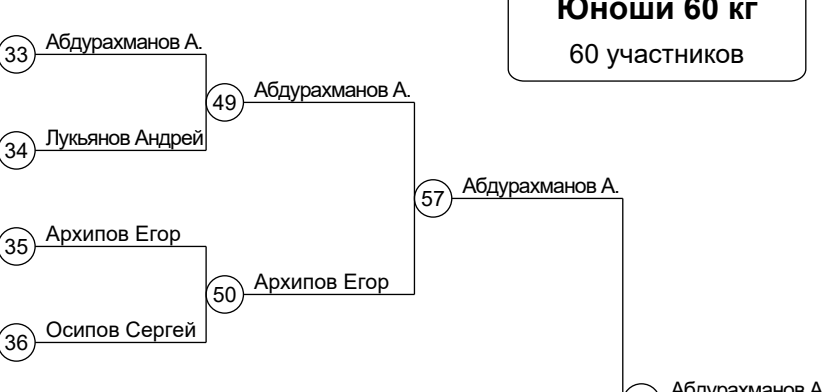 Юноши 60 кг
60 участников
33 Абдурахманов А.
49 Абдурахманов А.
34 Лукьянов Андрей
57 Абдурахманов А.
35 Архипов Егор
50 Архипов Егор
36 Осипов Сергей
Абдурахманов А